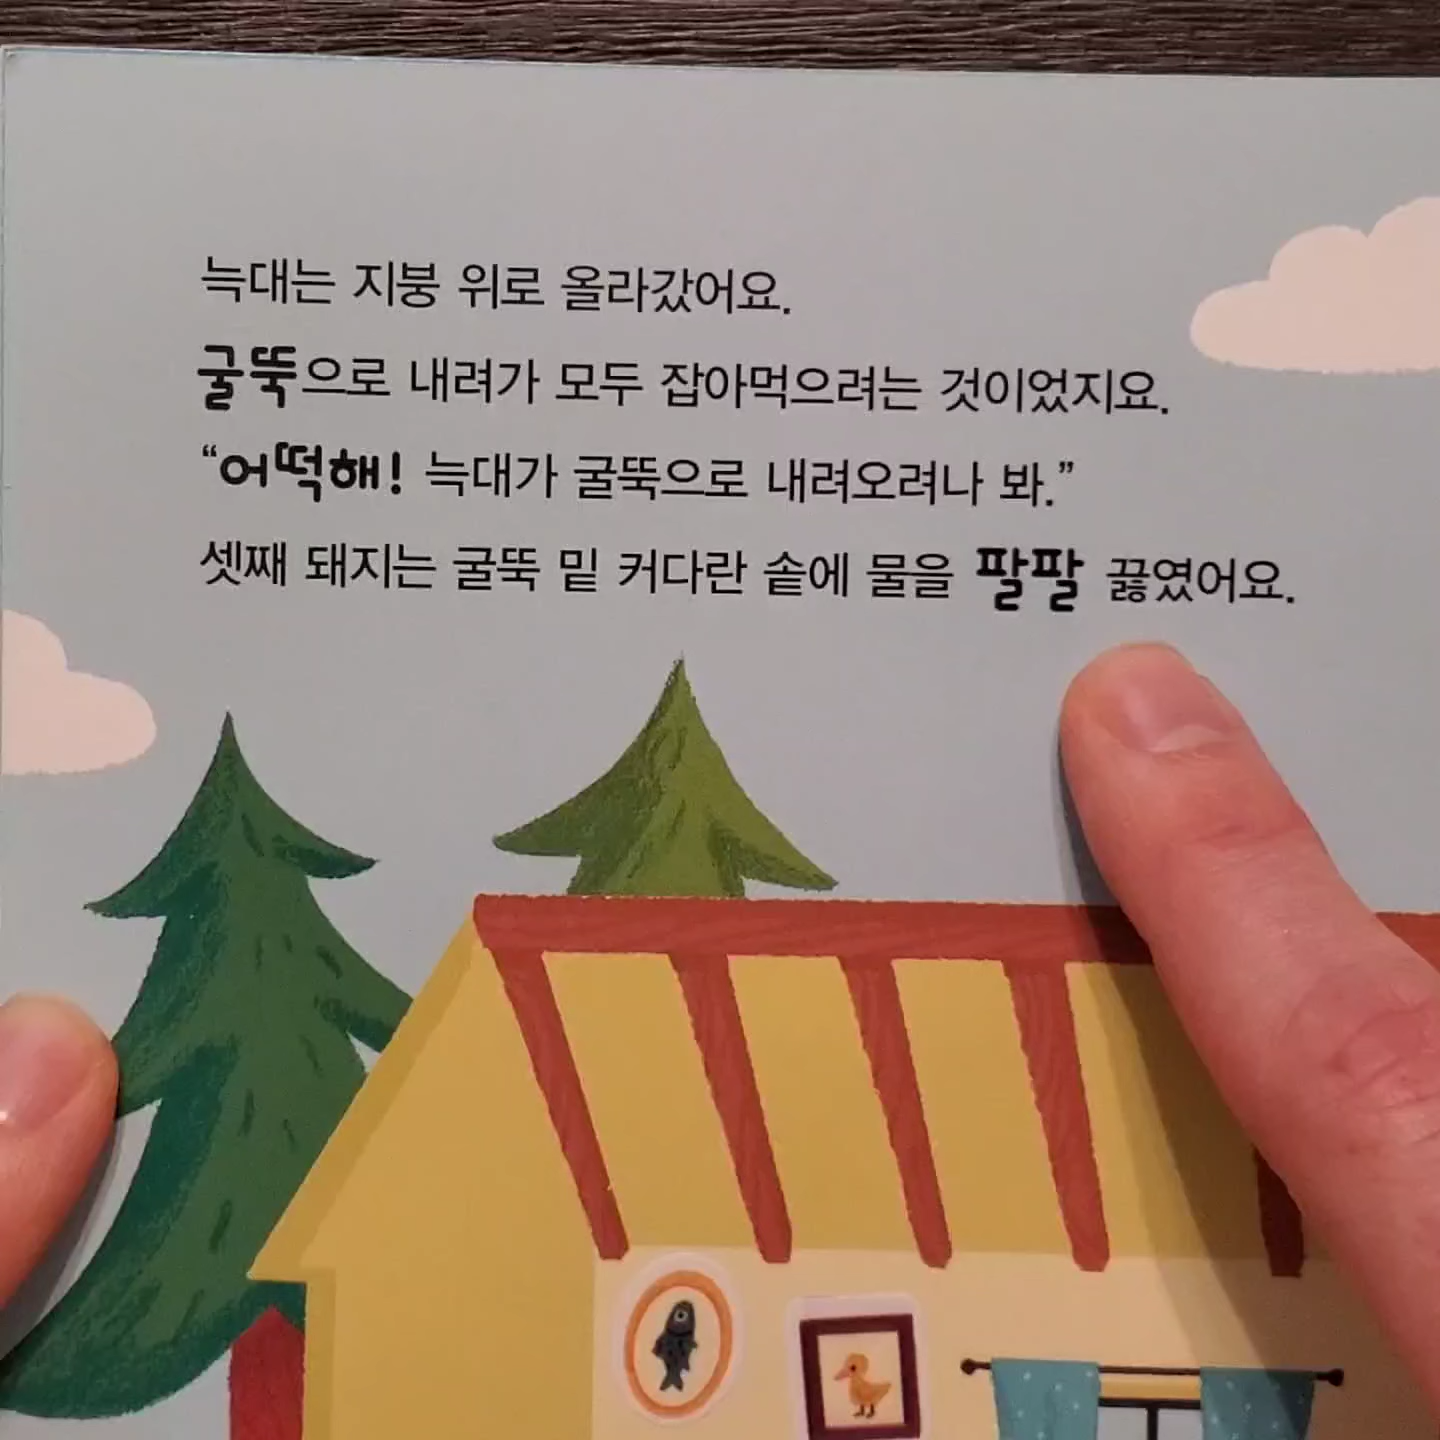 늑대는 지붕 위로 올라갔어요.
굴뚝으로 내려가 모두 잡아먹으려는 것이었지요.
“어떡해! 늑대가 굴뚝으로 내려오려나 봐.”
셋째 돼지는 굴뚝 밑 커다란 솥에 물을 팔팔 끓였어요.